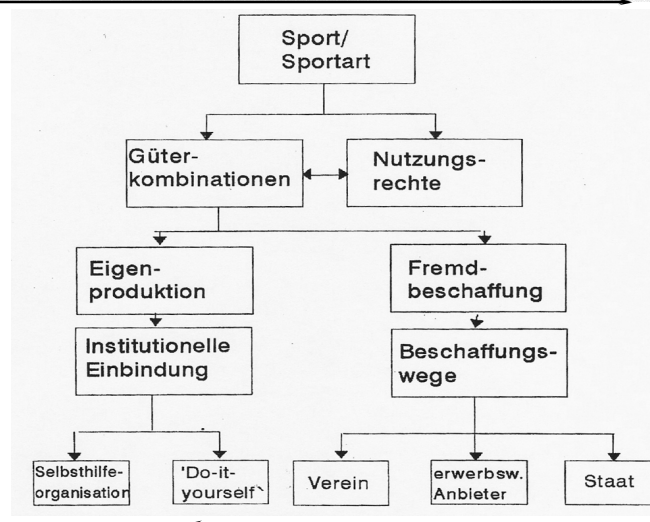 Sport/
Sportart
Güter-
kombinationen
Nutzungs-
rechte
Eigen-
produktion
Fremd-
beschaffung
Institutionelle
Einbindung
Beschaffungs-
wege
Selbsthilfe-
organisation
'Do-it-
yourself`
Verein
erwerbsw.
Anbieter
Staat